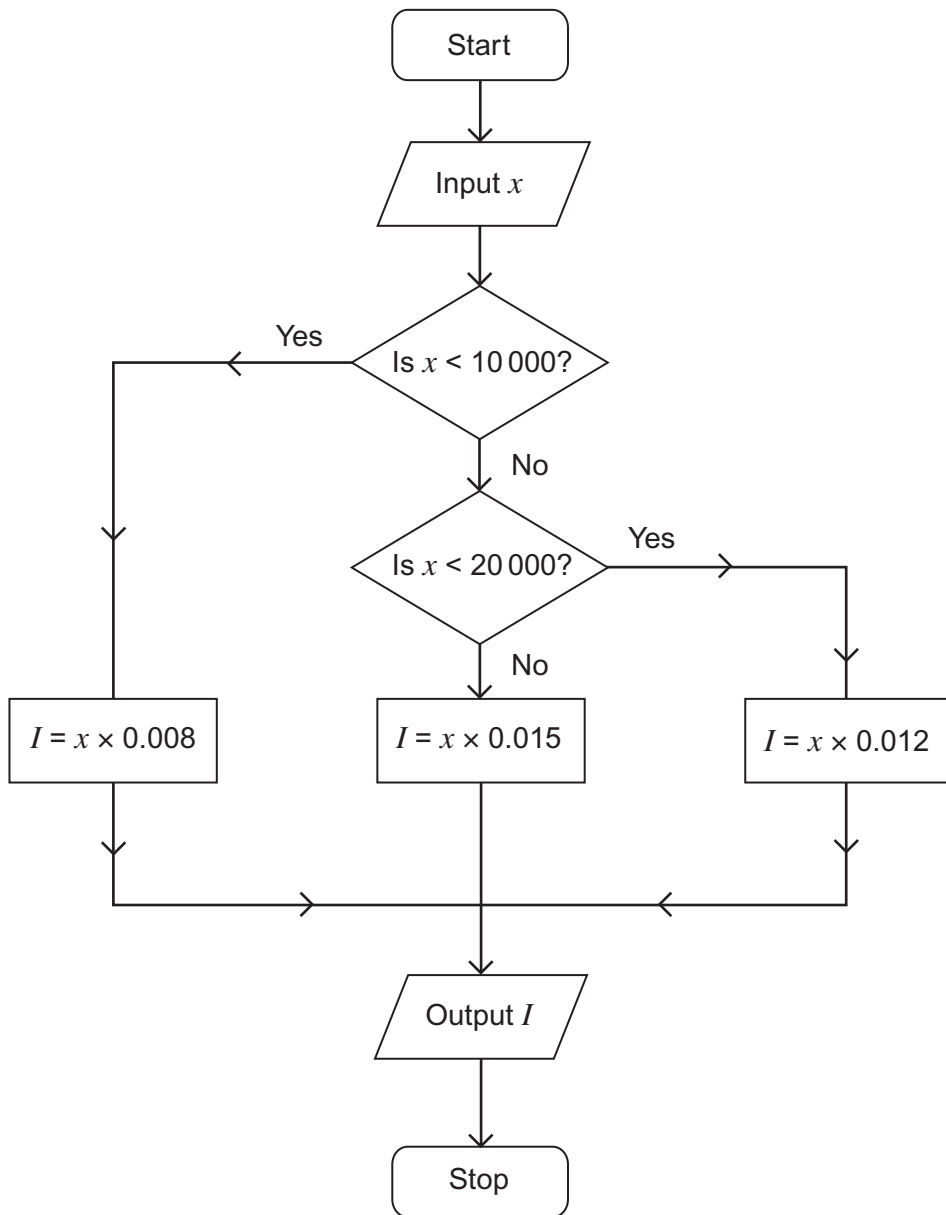 Start
Input x
Yes
Is x < 10 000?
No
Yes
Is x < 20 000?
No
I = x × 0.008
I = x × 0.015
I = x × 0.012
Output I
Stop